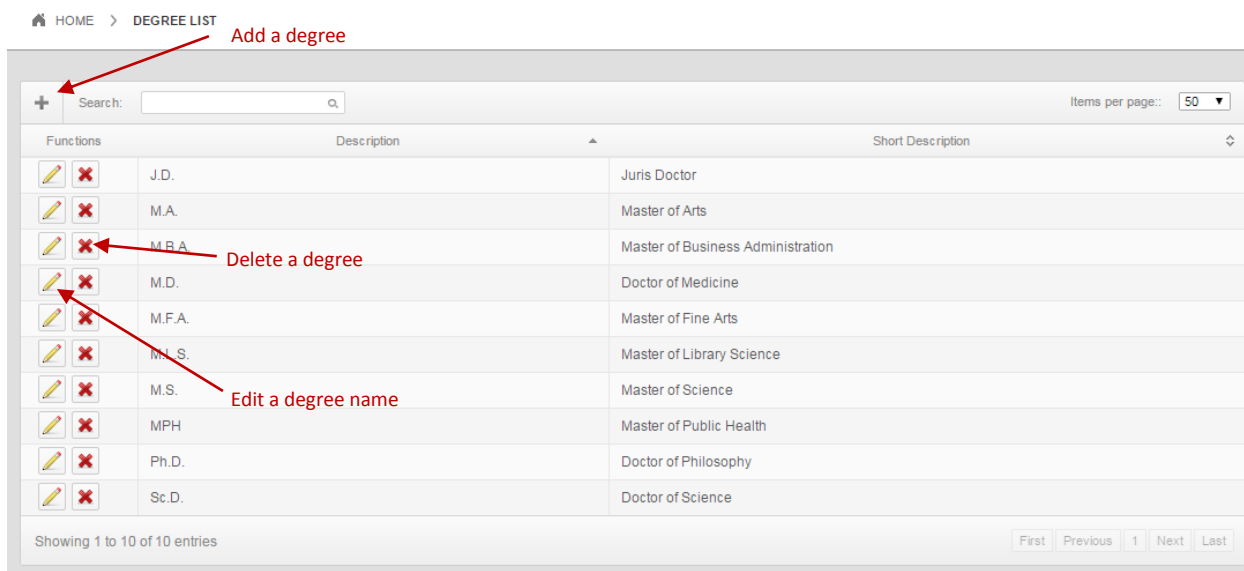 HOME > DEGREE LIST
Add a degree
Search:
Items per page:: 50
Functions Description Short Description
J.D. Juris Doctor
M.A. Master of Arts
M.B.A. Master of Business Administration
Delete a degree
M.D. Doctor of Medicine
M.F.A. Master of Fine Arts
M.L.S. Master of Library Science
M.S. Master of Science
Edit a degree name
MPH Master of Public Health
Ph.D. Doctor of Philosophy
Sc.D. Doctor of Science
Showing 1 to 10 of 10 entries First Previous 1 Next Last